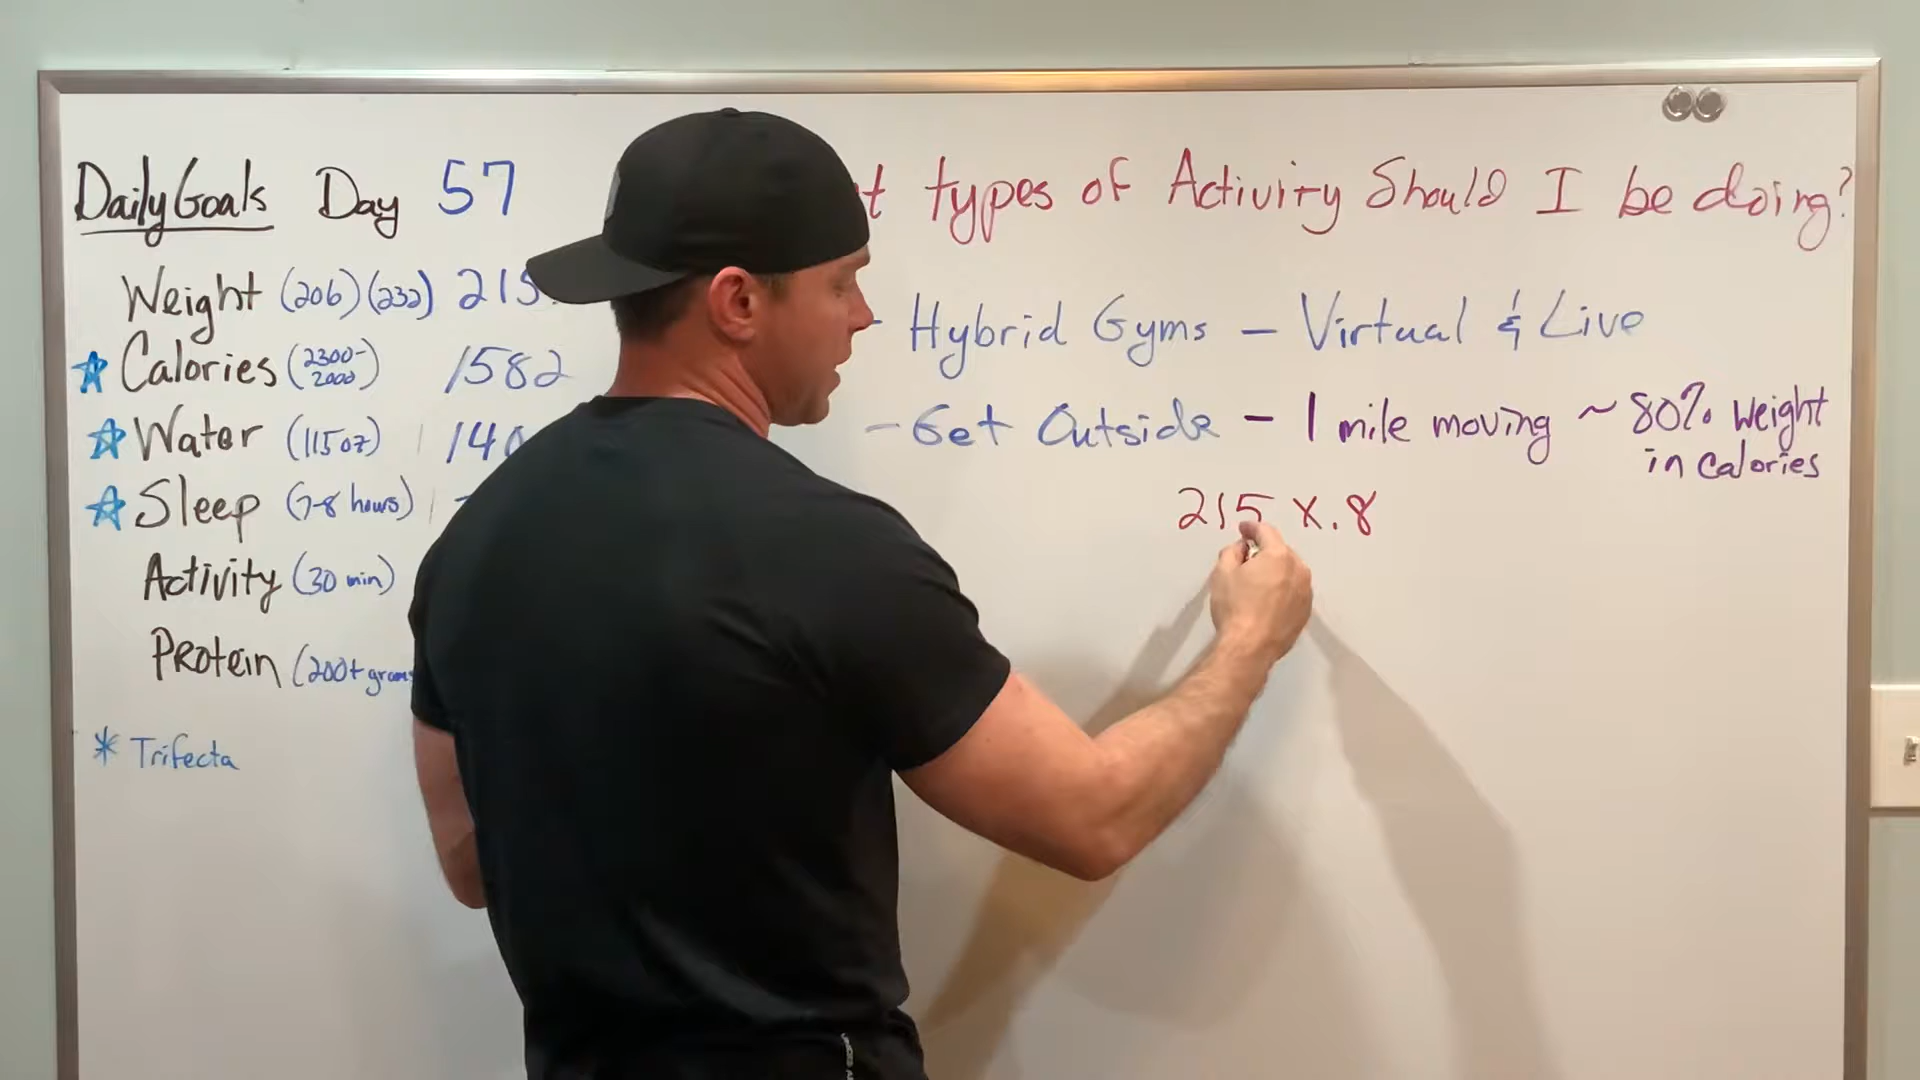 Daily Goals Day 57
types of Activity Should I be doing?
Weight (206) (232) 215
- Hybrid Gyms - Virtual & Live
Calories (2300-
2000) 1582
- Get Outside - 1 mile moving ~ 80% weight
in calories
Water (115oz) 140
Sleep (7-8 hours)
215 x .8
Activity (30 min)
Protein (200+ grams
* Trifecta